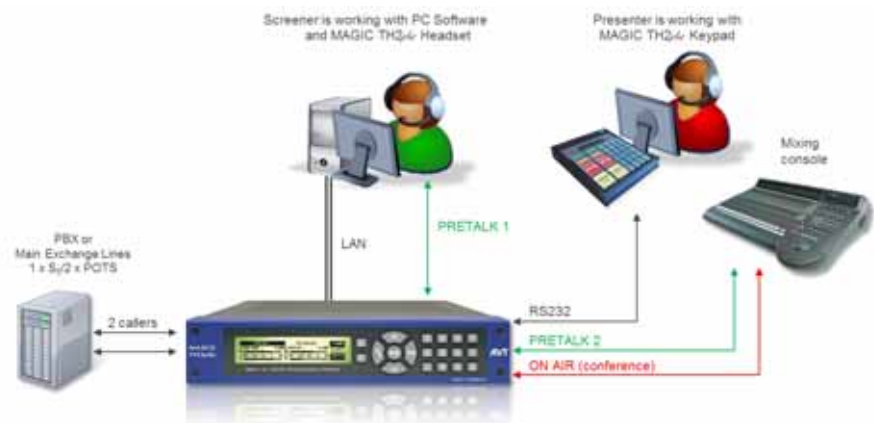 Screener is working with PC Software
and MAGIC TH2plus Headset
Presenter is working with
MAGIC TH2plus Keypad
Mixing
console
PRETALK 1
LAN
PBX or
Main Exchange Lines
1 x S0/2 x POTS
2 callers
RS232
PRETALK 2
ON AIR (conference)
AVT